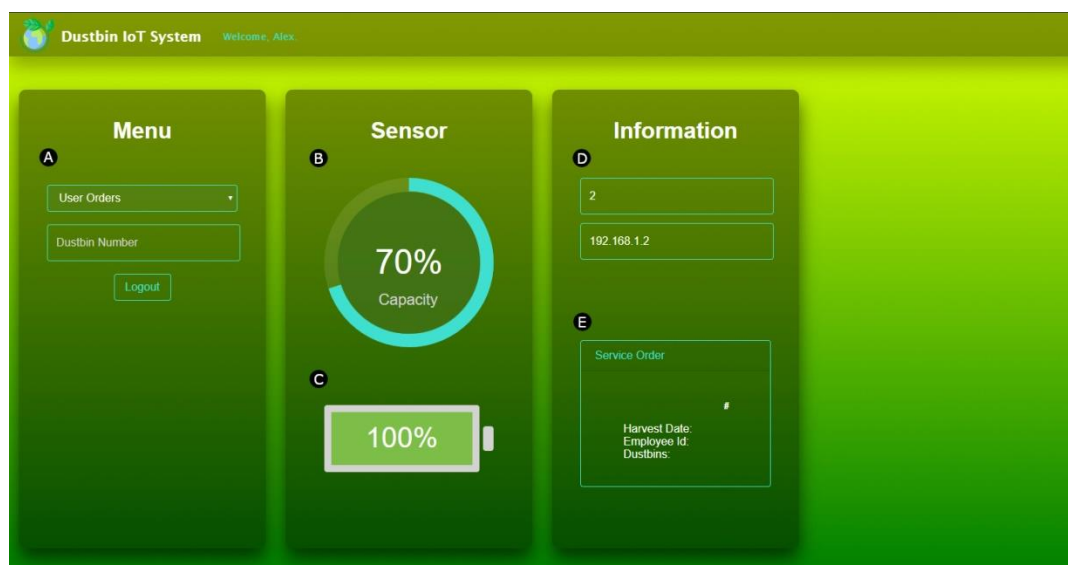 Dustbin IoT System Welcome, Alex.
Menu
A
User Orders
Dustbin Number
Logout
Sensor
B
70%
Capacity
C
100%
Information
D
2
192.168.1.2
E
Service Order
#
Harvest Date:
Employee Id:
Dustbins: